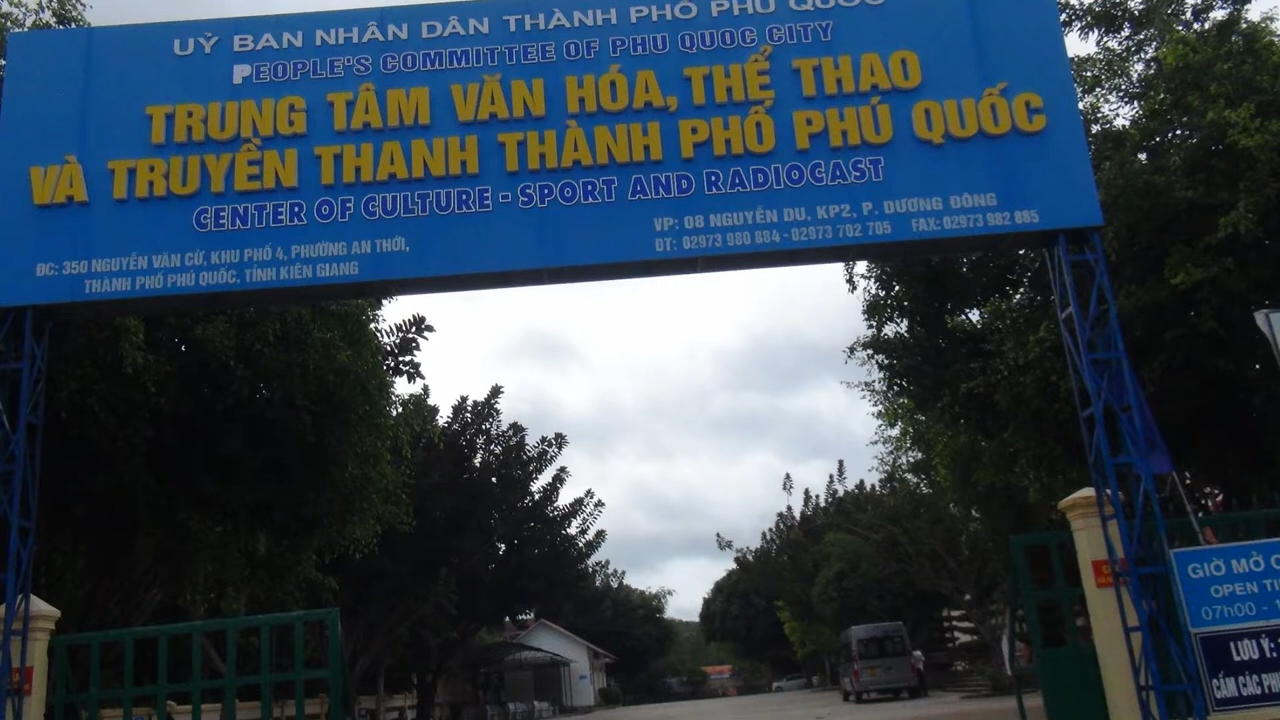 UỶ BAN NHÂN DÂN THÀNH PHỐ PHÚ QUỐC
PEOPLE'S COMMITTEE OF PHU QUOC CITY
TRUNG TÂM VĂN HÓA, THỂ THAO
VÀ TRUYỀN THANH THÀNH PHỐ PHÚ QUỐC
CENTER OF CULTURE - SPORT AND RADIOCAST
ĐC: 350 NGUYỄN VĂN CỪ, KHU PHỐ 4, PHƯỜNG AN THỚI,
THÀNH PHỐ PHÚ QUỐC, TỈNH KIÊN GIANG
VP: 08 NGUYỄN DU, KP2, P. DƯƠNG ĐÔNG
ĐT: 02973 980 884 - 02973 702 705 FAX: 02973 982 885
GIỜ MỞ
OPEN
07h00 -
LƯU Ý:
CẤM CÁC